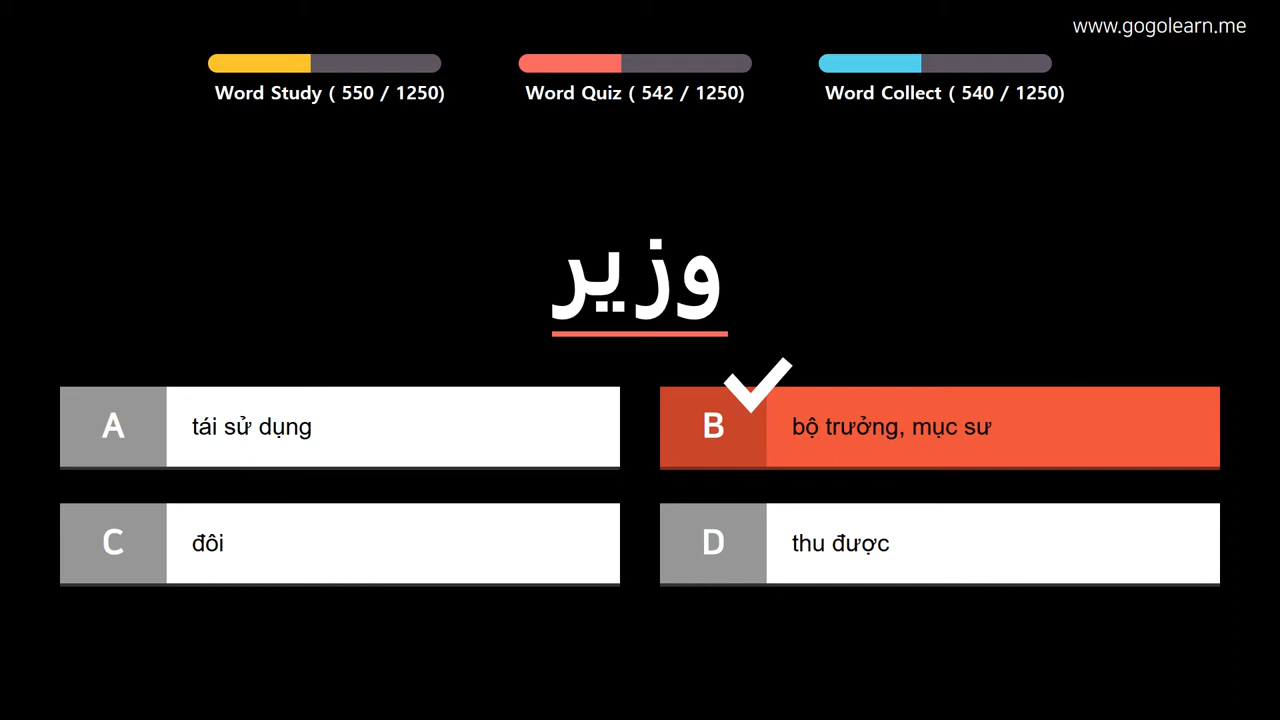 www.gogolearn.me
Word Study ( 550 / 1250)
Word Quiz ( 542 / 1250)
Word Collect ( 540 / 1250)
وزير
A
tái sử dụng
B
bộ trưởng, mục sư
C
đôi
D
thu được